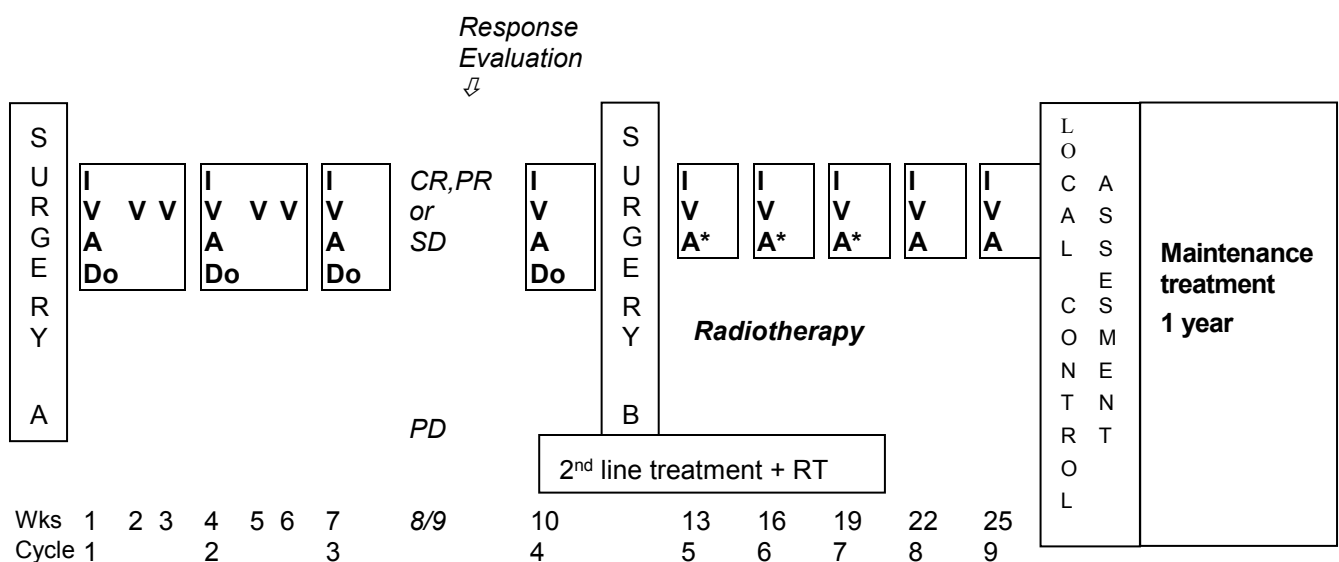 Response
Evaluation
⇩
SURGERY A
I
V V V
A
Do
I
V V V
A
Do
I
V
A
Do
CR,PR
or
SD
PD
I
V
A
Do
SURGERY B
I
V
A*
I
V
A*
I
V
A*
I
V
A
I
V
A
Radiotherapy
2nd line treatment + RT
LOCAL CONTROL
ASSESMENT
Maintenance
treatment
1 year
Wks 1 2 3 4 5 6 7 8/9 10 13 16 19 22 25
Cycle 1 2 3 4 5 6 7 8 9